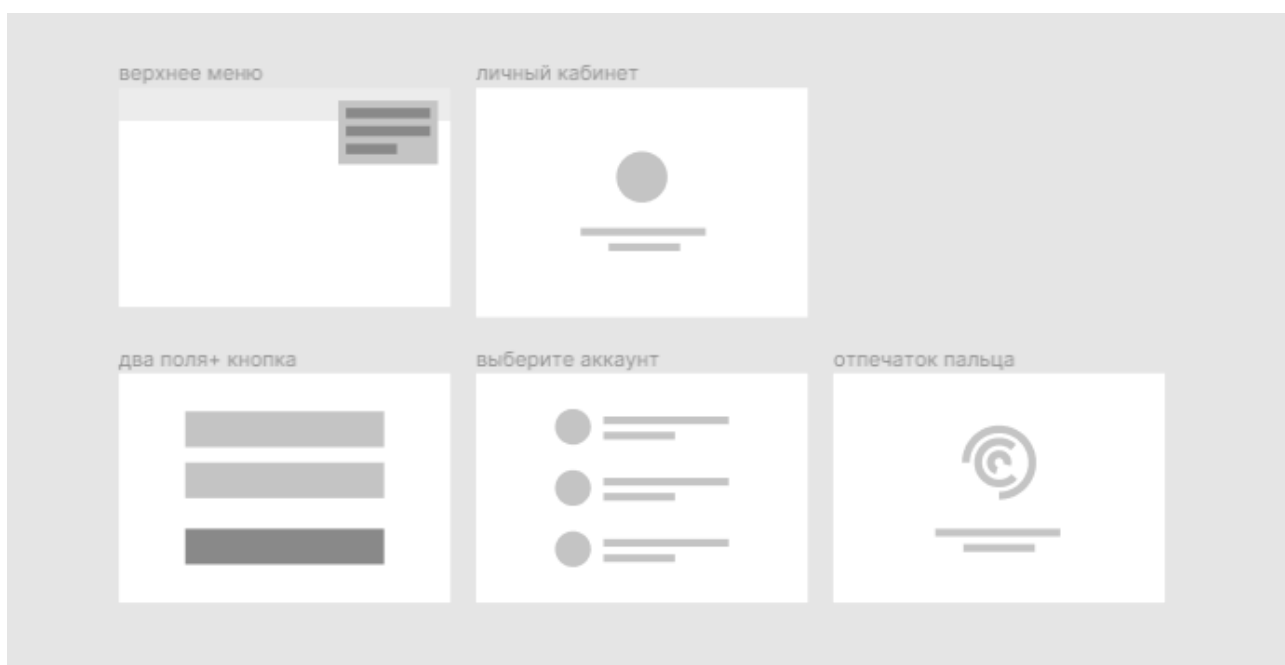 верхнее меню
личный кабинет
два поля+ кнопка
выберите аккаунт
отпечаток пальца